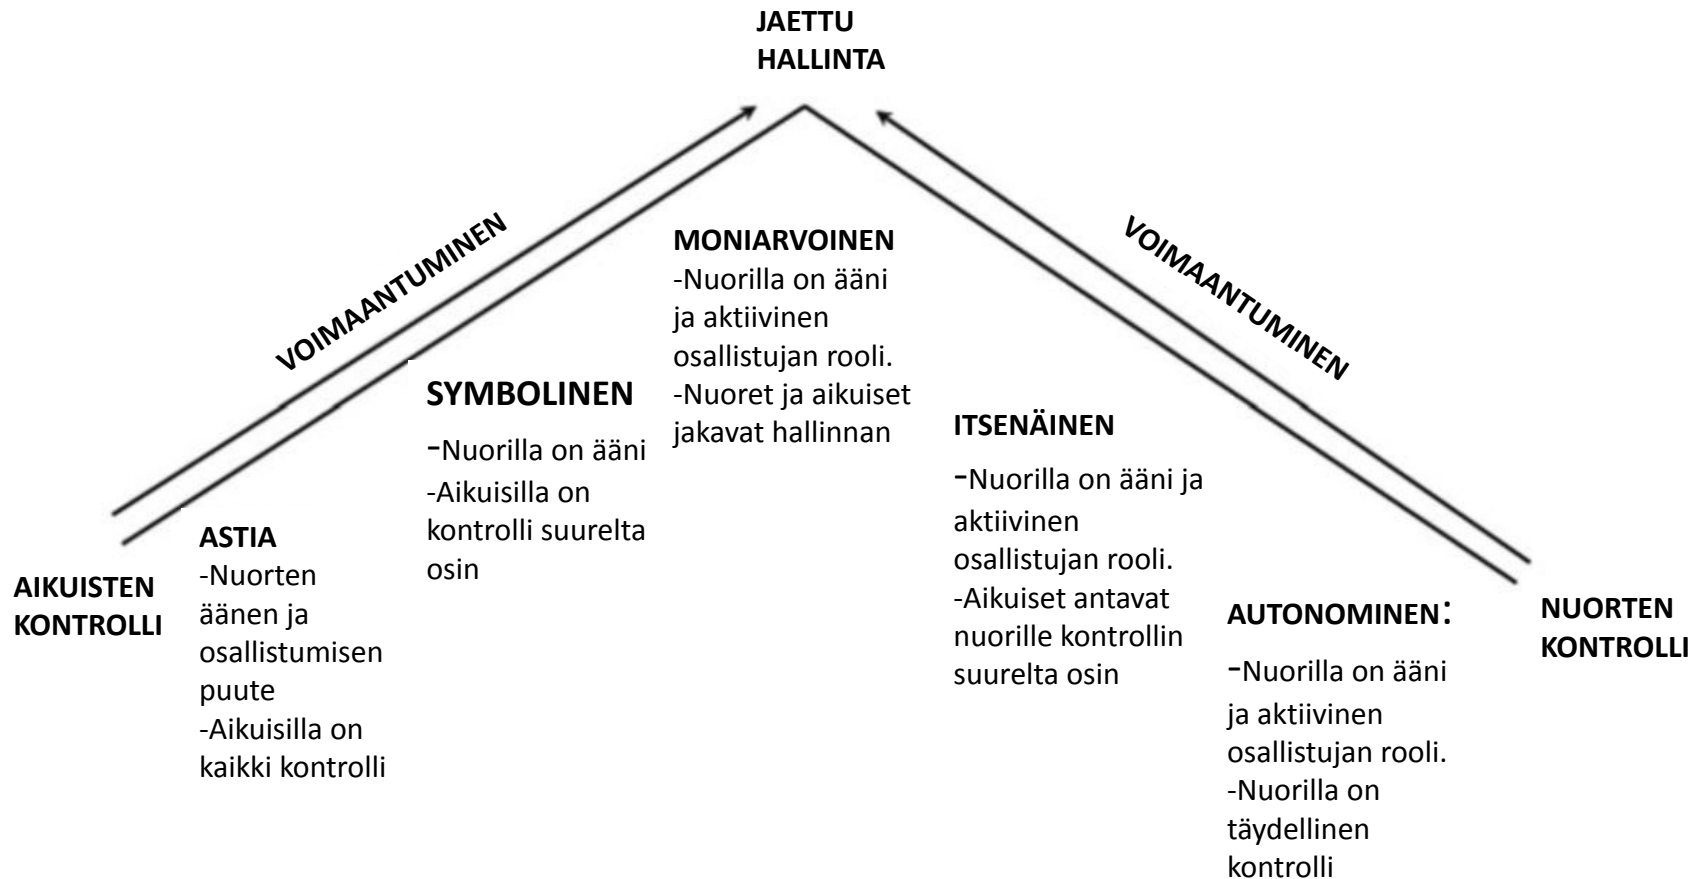 JAETTU
HALLINTA
VOIMAANTUMINEN
VOIMAANTUMINEN
MONIARVOINEN
-Nuorilla on ääni
ja aktiivinen
osallistujan rooli.
-Nuoret ja aikuiset
jakavat hallinnan
SYMBOLINEN
-Nuorilla on ääni
-Aikuisilla on
kontrolli suurelta
osin
ITSENÄINEN
-Nuorilla on ääni ja
aktiivinen
osallistujan rooli.
-Aikuiset antavat
nuorille kontrollin
suurelta osin
AIKUISTEN
KONTROLLI
ASTIA
-Nuorten
äänen ja
osallistumisen
puute
-Aikuisilla on
kaikki kontrolli
AUTONOMINEN:
-Nuorilla on ääni
ja aktiivinen
osallistujan rooli.
-Nuorilla on
täydellinen
kontrolli
NUORTEN
KONTROLLI